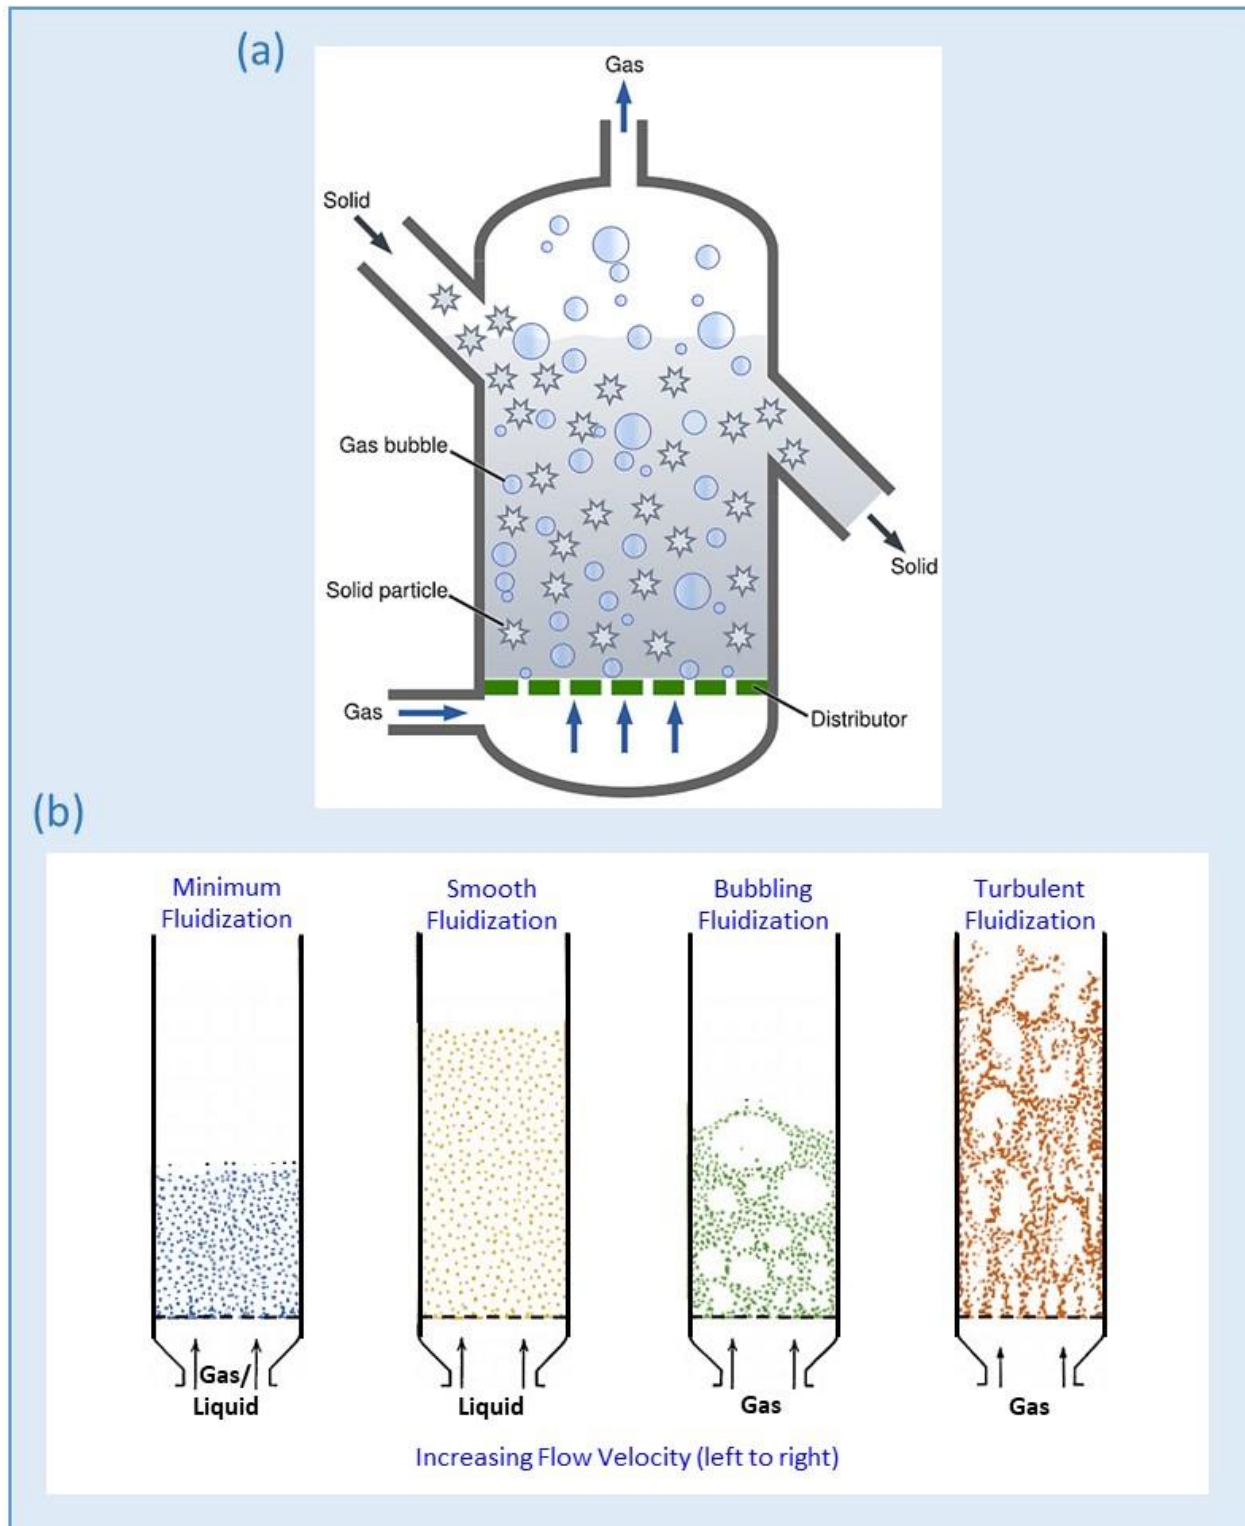 (a)
Gas
Solid
Gas bubble
Solid particle
Solid
Gas
Distributor
(b)
Minimum
Fluidization
Smooth
Fluidization
Bubbling
Fluidization
Turbulent
Fluidization
Gas/
Liquid
Liquid
Gas
Gas
Increasing Flow Velocity (left to right)